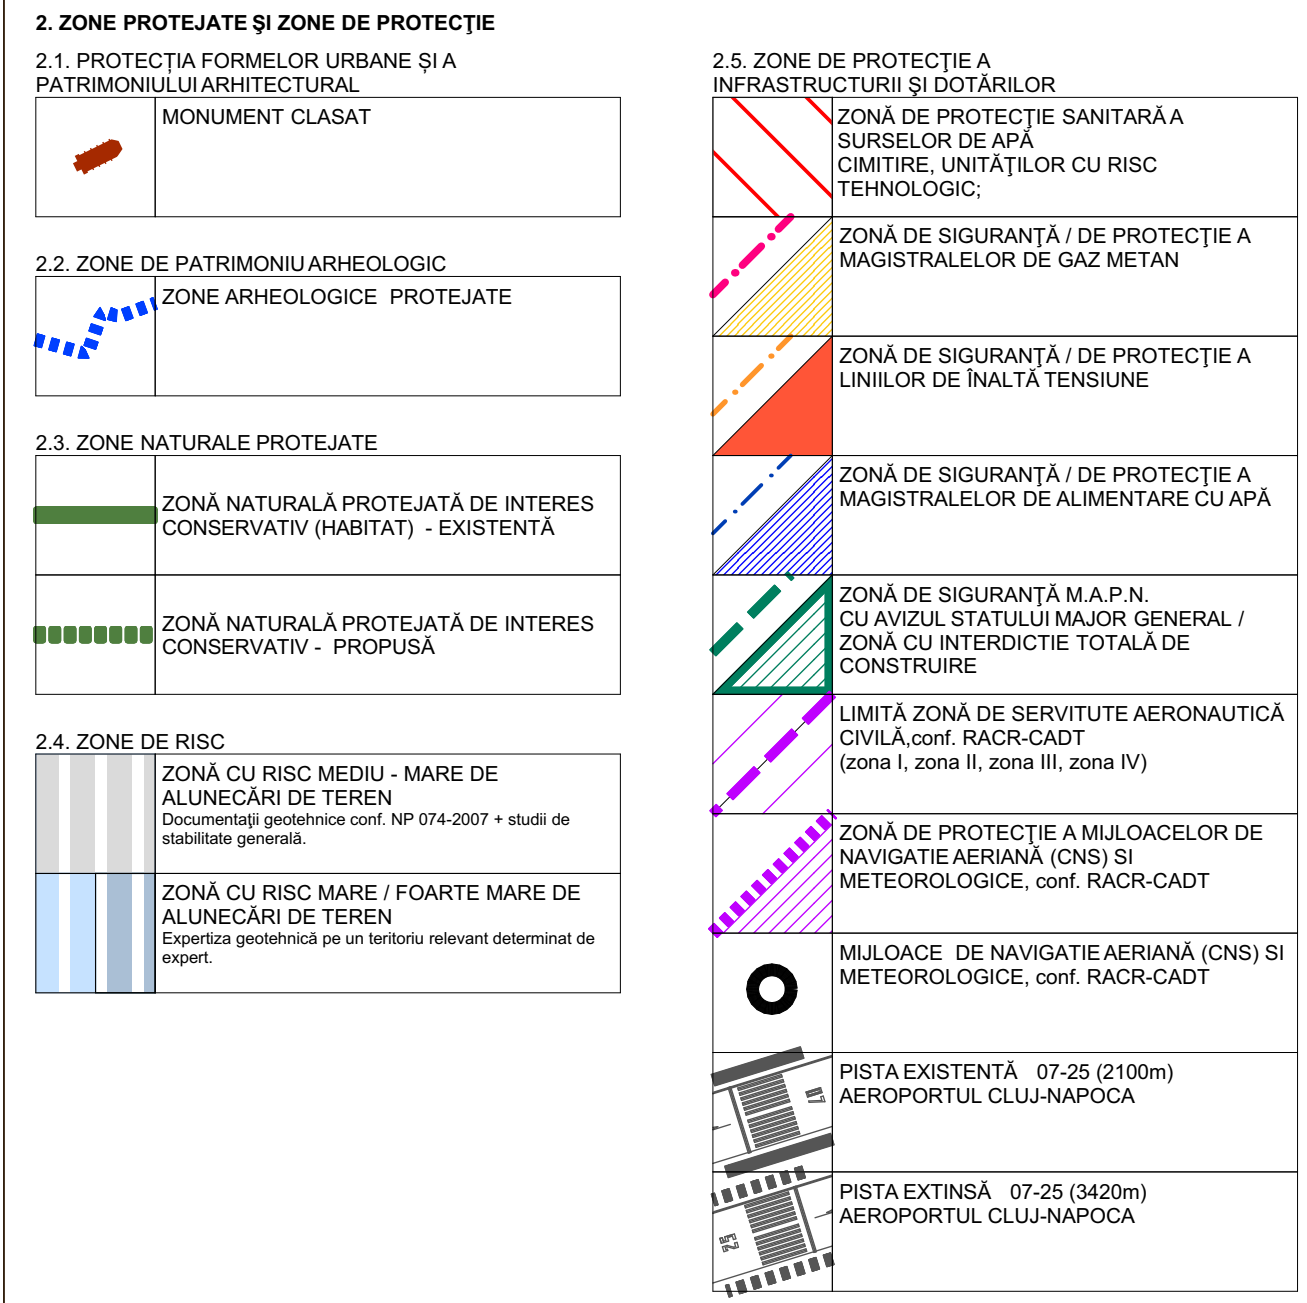 2. ZONE PROTEJATE ŞI ZONE DE PROTECŢIE
2.1. PROTECȚIA FORMELOR URBANE ȘI A
PATRIMONIULUI ARHITECTURAL
MONUMENT CLASAT
2.2. ZONE DE PATRIMONIU ARHEOLOGIC
ZONE ARHEOLOGICE PROTEJATE
2.3. ZONE NATURALE PROTEJATE
ZONĂ NATURALĂ PROTEJATĂ DE INTERES
CONSERVATIV (HABITAT) - EXISTENTĂ
ZONĂ NATURALĂ PROTEJATĂ DE INTERES
CONSERVATIV - PROPUSĂ
2.4. ZONE DE RISC
ZONĂ CU RISC MEDIU - MARE DE
ALUNECĂRI DE TEREN
Documentaţii geotehnice conf. NP 074-2007 + studii de
stabilitate generală.
ZONĂ CU RISC MARE / FOARTE MARE DE
ALUNECĂRI DE TEREN
Expertiza geotehnică pe un teritoriu relevant determinat de
expert.
2.5. ZONE DE PROTECŢIE A
INFRASTRUCTURII ŞI DOTĂRILOR
ZONĂ DE PROTECŢIE SANITARĂ A
SURSELOR DE APĂ
CIMITIRE, UNITĂŢILOR CU RISC
TEHNOLOGIC;
ZONĂ DE SIGURANŢĂ / DE PROTECŢIE A
MAGISTRALELOR DE GAZ METAN
ZONĂ DE SIGURANŢĂ / DE PROTECŢIE A
LINIILOR DE ÎNALTĂ TENSIUNE
ZONĂ DE SIGURANŢĂ / DE PROTECŢIE A
MAGISTRALELOR DE ALIMENTARE CU APĂ
ZONĂ DE SIGURANŢĂ M.A.P.N.
CU AVIZUL STATULUI MAJOR GENERAL /
ZONĂ CU INTERDICTIE TOTALĂ DE
CONSTRUIRE
LIMITĂ ZONĂ DE SERVITUTE AERONAUTICĂ
CIVILĂ,conf. RACR-CADT
(zona I, zona II, zona III, zona IV)
ZONĂ DE PROTECŢIE A MIJLOACELOR DE
NAVIGATIE AERIANĂ (CNS) SI
METEOROLOGICE, conf. RACR-CADT
MIJLOACE DE NAVIGATIE AERIANĂ (CNS) SI
METEOROLOGICE, conf. RACR-CADT
07
PISTA EXISTENTĂ 07-25 (2100m)
AEROPORTUL CLUJ-NAPOCA
25
PISTA EXTINSĂ 07-25 (3420m)
AEROPORTUL CLUJ-NAPOCA